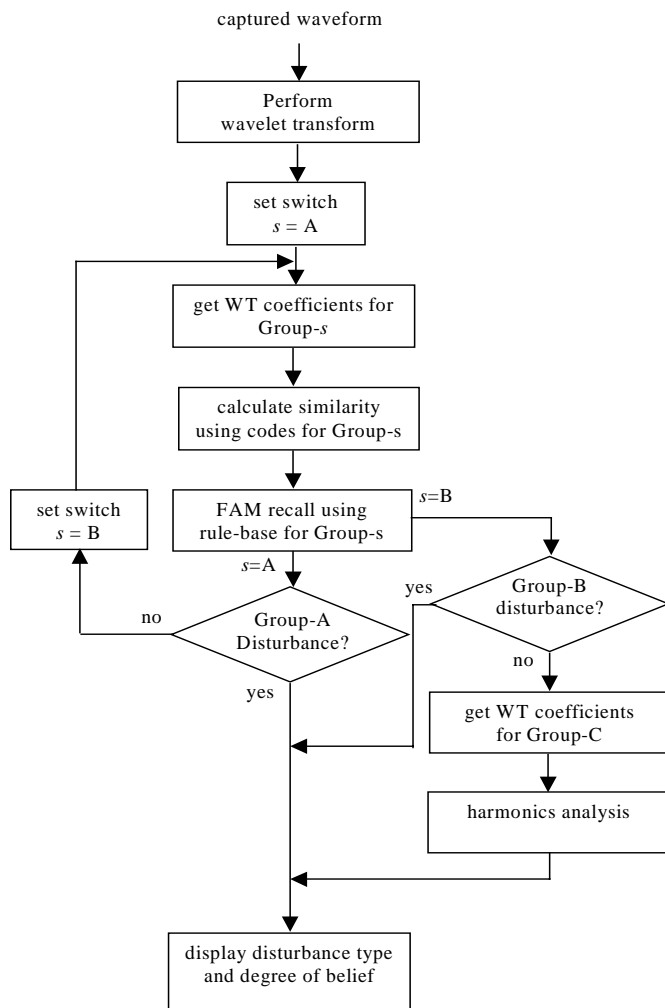 captured waveform
Perform
wavelet transform
set switch
s = A
get WT coefficients for
Group-s
calculate similarity
using codes for Group-s
set switch
s = B
FAM recall using
rule-base for Group-s
s=B
s=A
yes
Group-B
disturbance?
no
Group-A
Disturbance?
no
yes
get WT coefficients
for Group-C
harmonics analysis
display disturbance type
and degree of belief